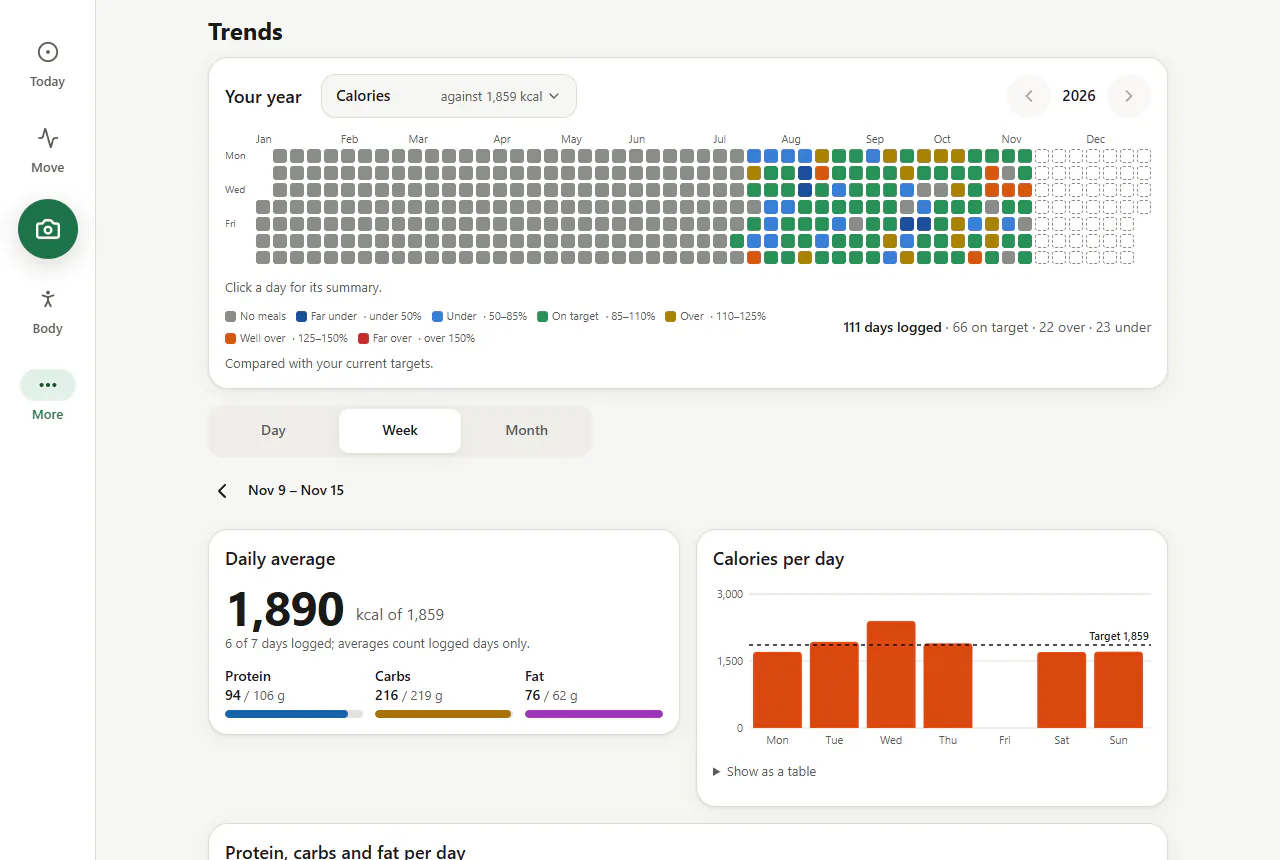 Trends
Today
Move
Body
More
Your year
Calories against 1,859 kcal
2026
Jan Feb Mar Apr May Jun Jul Aug Sep Oct Nov Dec
Mon
Wed
Fri
Click a day for its summary.
No meals Far under · under 50% Under · 50–85% On target · 85–110% Over · 110–125%
Well over · 125–150% Far over · over 150%
111 days logged · 66 on target · 22 over · 23 under
Compared with your current targets.
Day Week Month
Nov 9 – Nov 15
Daily average
1,890 kcal of 1,859
6 of 7 days logged; averages count logged days only.
Protein Carbs Fat
94 / 106 g 216 / 219 g 76 / 62 g
Calories per day
3,000
Target 1,859
1,500
0
Mon Tue Wed Thu Fri Sat Sun
Show as a table
Protein, carbs and fat per day